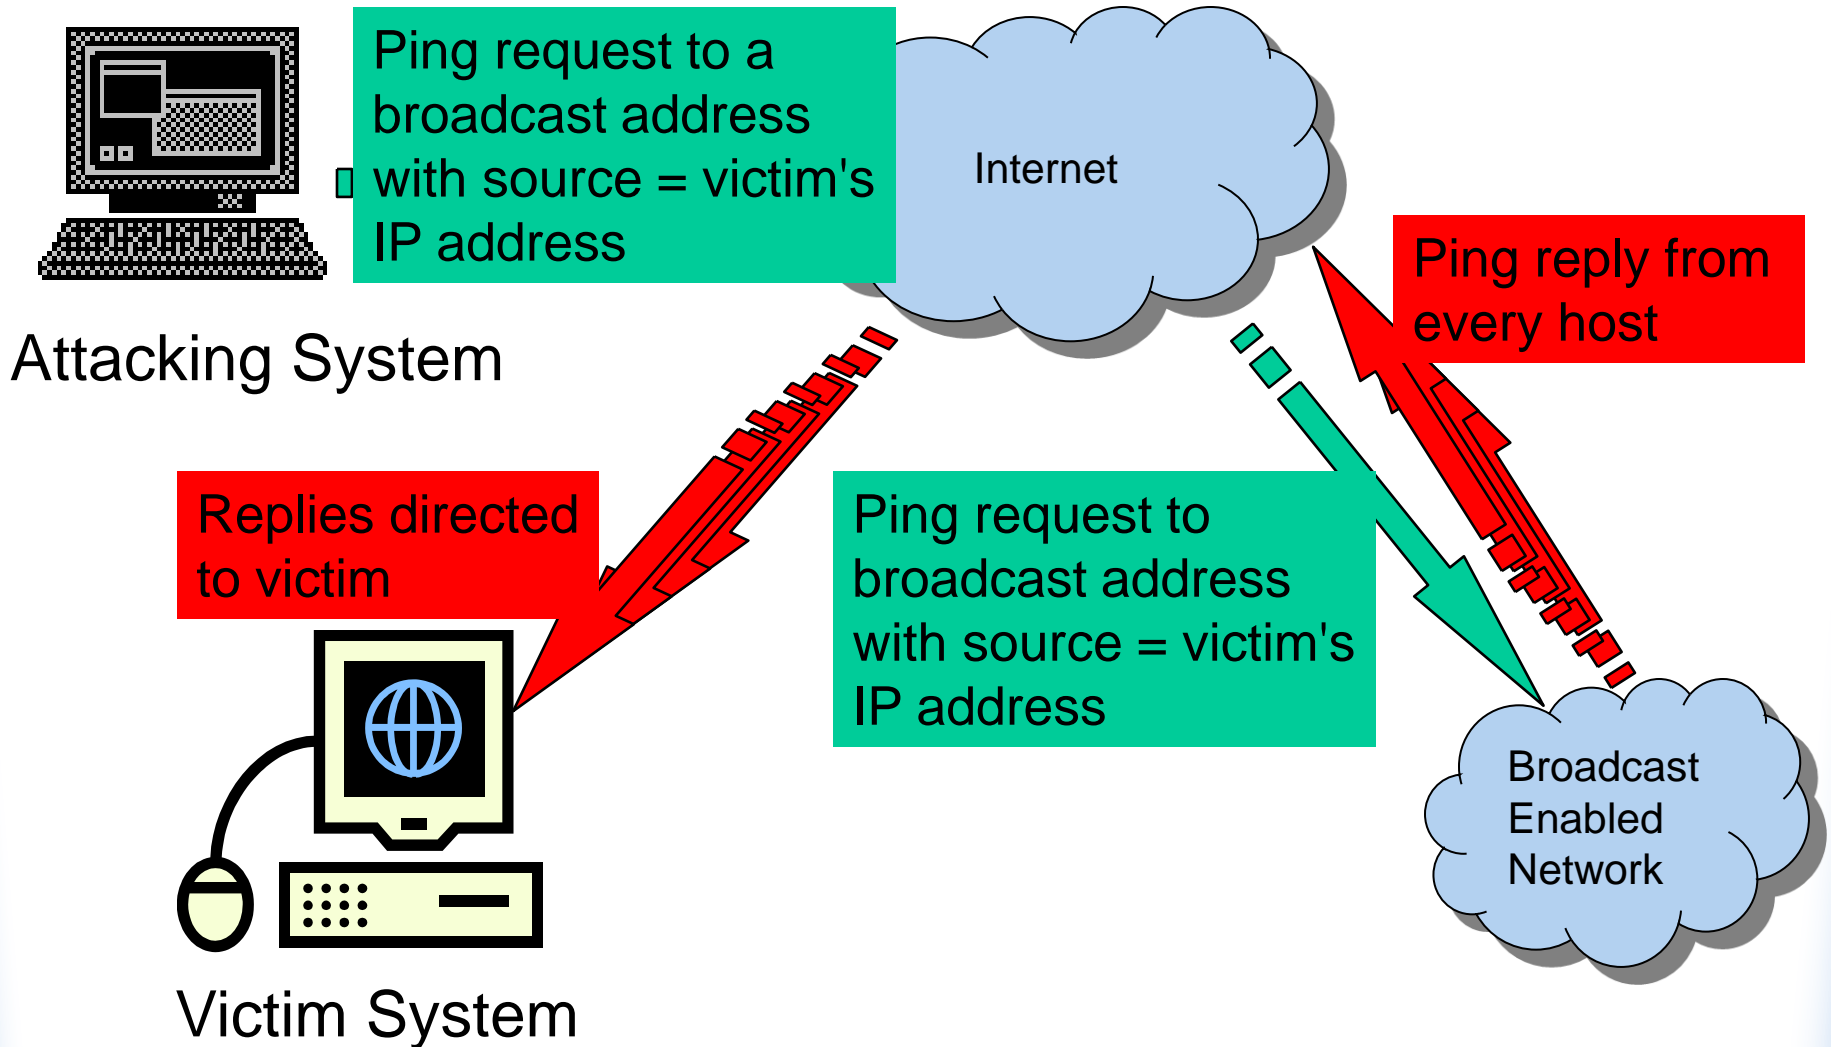 Ping request to a
broadcast address
with source = victim's
IP address
Internet
Ping reply from
every host
Attacking System
Replies directed
to victim
Ping request to
broadcast address
with source = victim's
IP address
Broadcast
Enabled
Network
Victim System